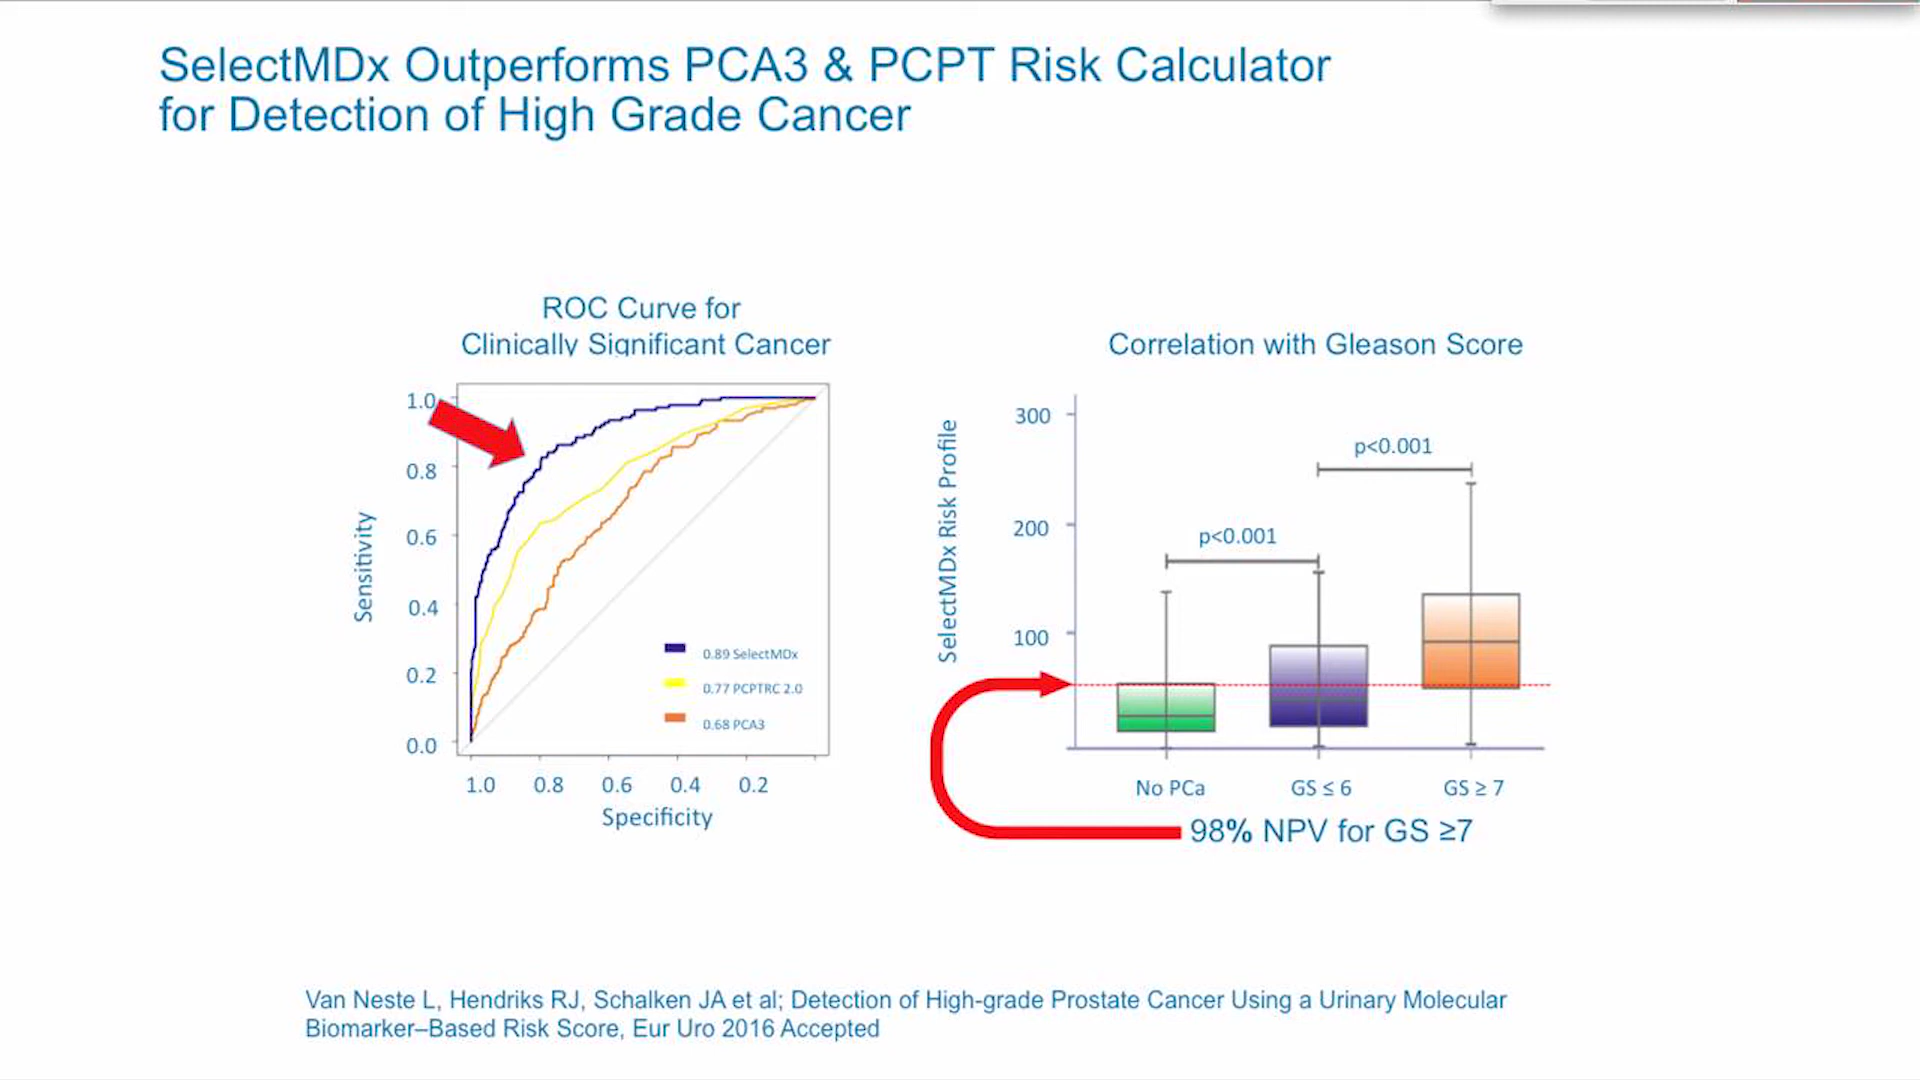 SelectMDx Outperforms PCA3 & PCPT Risk Calculator
for Detection of High Grade Cancer
ROC Curve for
Clinically Significant Cancer
1.0
0.8
0.6
0.4
0.2
0.0
Sensitivity
0.89 SelectMDx
0.77 PCPTRC 2.0
0.68 PCA3
1.0 0.8 0.6 0.4 0.2
Specificity
Correlation with Gleason Score
SelectMDx Risk Profile
300
200
100
p<0.001
p<0.001
No PCa GS ≤ 6 GS ≥ 7
98% NPV for GS ≥7
Van Neste L, Hendriks RJ, Schalken JA et al; Detection of High-grade Prostate Cancer Using a Urinary Molecular
Biomarker–Based Risk Score, Eur Uro 2016 Accepted